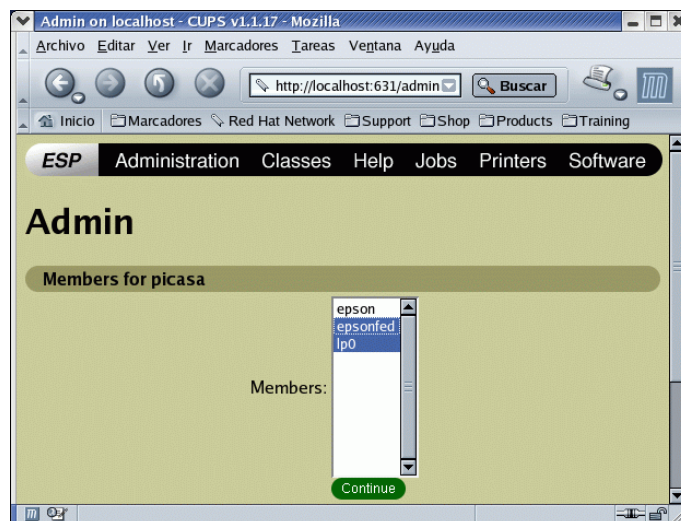 Admin on localhost - CUPS v1.1.17 - Mozilla
Archivo Editar Ver Ir Marcadores Tareas Ventana Ayuda
http://localhost:631/admin Buscar
Inicio Marcadores Red Hat Network Support Shop Products Training
ESP Administration Classes Help Jobs Printers Software
Admin
Members for picasa
epson
epsonfed
lp0
Members:
Continue